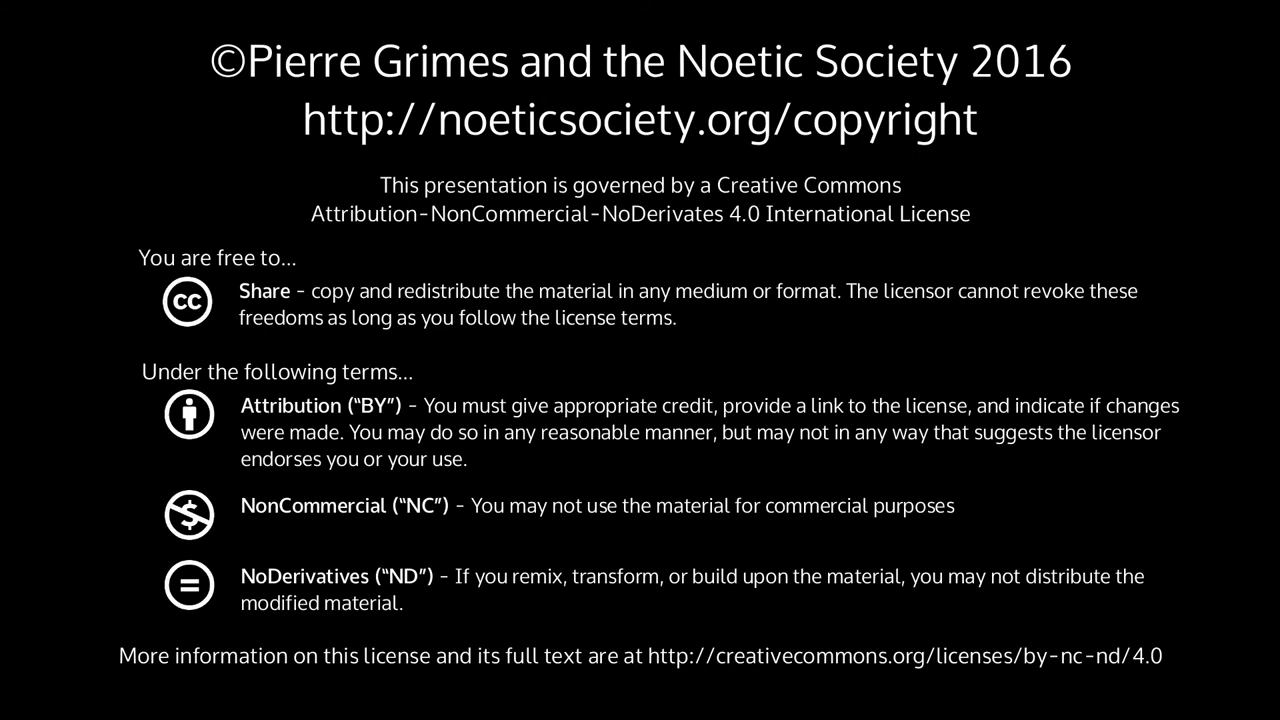 ©Pierre Grimes and the Noetic Society 2016
http://noeticsociety.org/copyright
This presentation is governed by a Creative Commons
Attribution-NonCommercial-NoDerivates 4.0 International License
You are free to...
cc
Share - copy and redistribute the material in any medium or format. The licensor cannot revoke these
freedoms as long as you follow the license terms.
Under the following terms...
Attribution (“BY”) - You must give appropriate credit, provide a link to the license, and indicate if changes
were made. You may do so in any reasonable manner, but may not in any way that suggests the licensor
endorses you or your use.
$
NonCommercial (“NC”) - You may not use the material for commercial purposes
=
NoDerivatives (“ND”) - If you remix, transform, or build upon the material, you may not distribute the
modified material.
More information on this license and its full text are at http://creativecommons.org/licenses/by-nc-nd/4.0